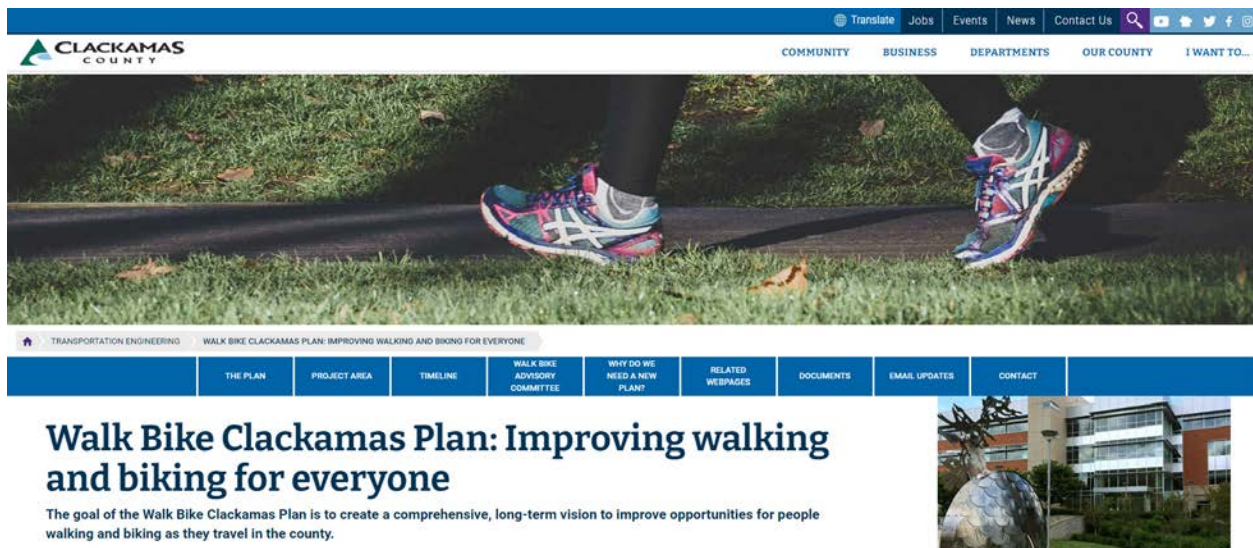 Translate Jobs Events News Contact Us
CLACKAMAS
COUNTY
COMMUNITY BUSINESS DEPARTMENTS OUR COUNTY I WANT TO...
TRANSPORTATION ENGINEERING WALK BIKE CLACKAMAS PLAN: IMPROVING WALKING AND BIKING FOR EVERYONE
THE PLAN PROJECT AREA TIMELINE WALK BIKE ADVISORY COMMITTEE WHY DO WE NEED A NEW PLAN? RELATED WEBPAGES DOCUMENTS EMAIL UPDATES CONTACT
Walk Bike Clackamas Plan: Improving walking
and biking for everyone
The goal of the Walk Bike Clackamas Plan is to create a comprehensive, long-term vision to improve opportunities for people
walking and biking as they travel in the county.